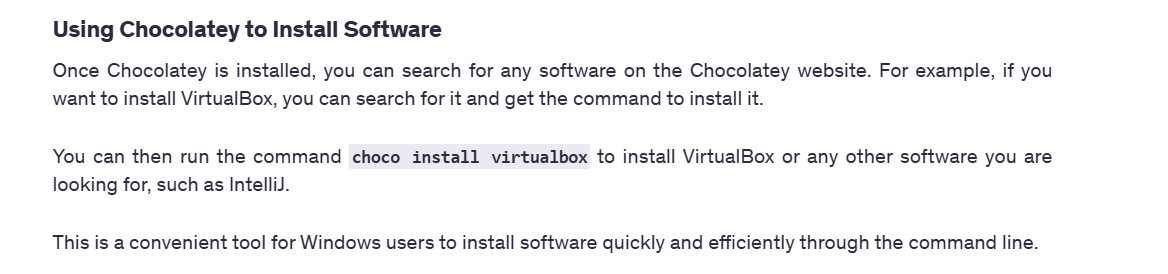 Using Chocolatey to Install Software
Once Chocolatey is installed, you can search for any software on the Chocolatey website. For example, if you
want to install VirtualBox, you can search for it and get the command to install it.
You can then run the command choco install virtualbox to install VirtualBox or any other software you are
looking for, such as IntelliJ.
This is a convenient tool for Windows users to install software quickly and efficiently through the command line.